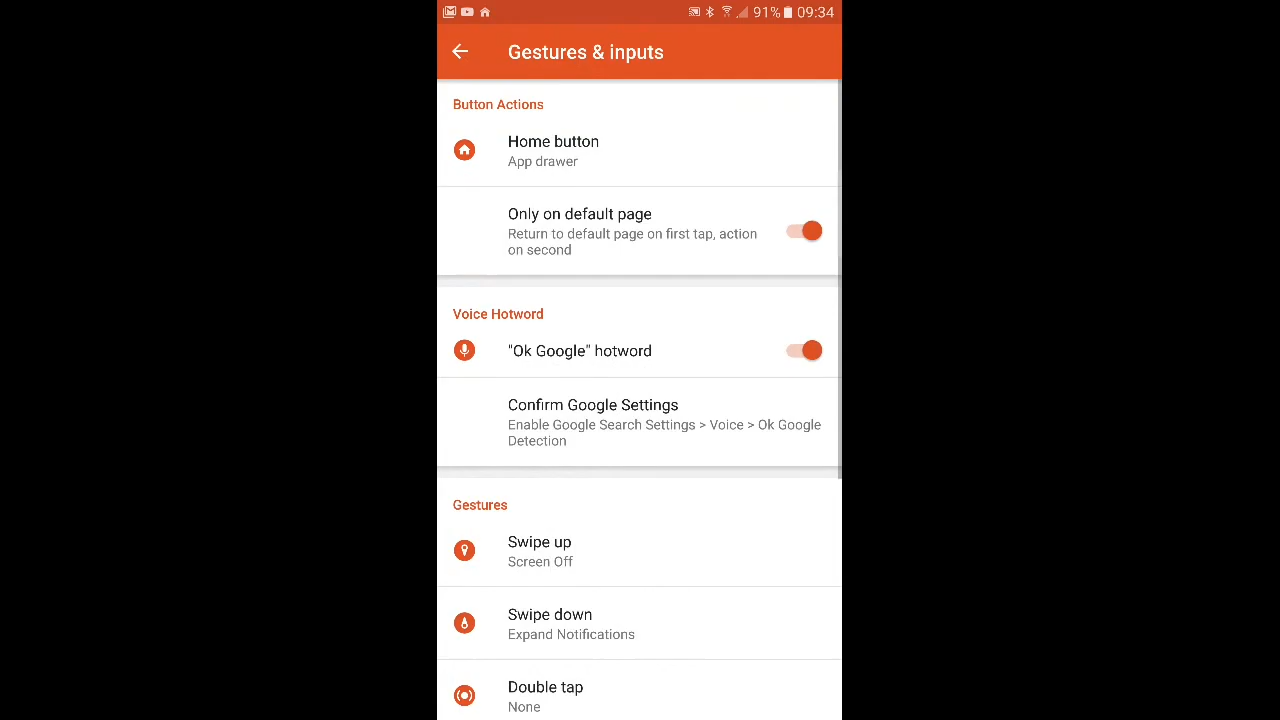 91% 09:34
Gestures & inputs
Button Actions
Home button
App drawer
Only on default page
Return to default page on first tap, action
on second
Voice Hotword
"Ok Google" hotword
Confirm Google Settings
Enable Google Search Settings > Voice > Ok Google
Detection
Gestures
Swipe up
Screen Off
Swipe down
Expand Notifications
Double tap
None